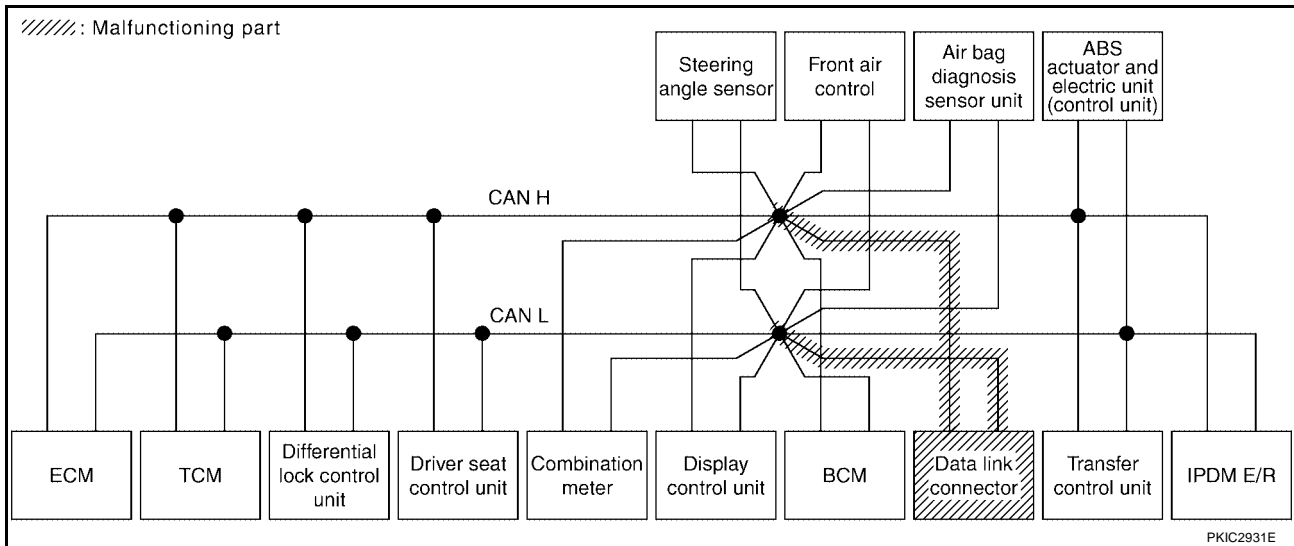 : Malfunctioning part
Steering
angle sensor
Front air
control
Air bag
diagnosis
sensor unit
ABS
actuator and
electric unit
(control unit)
CAN H
CAN L
ECM
TCM
Differential
lock control
unit
Driver seat
control unit
Combination
meter
Display
control unit
BCM
Data link
connector
Transfer
control unit
IPDM E/R
PKIC2931E